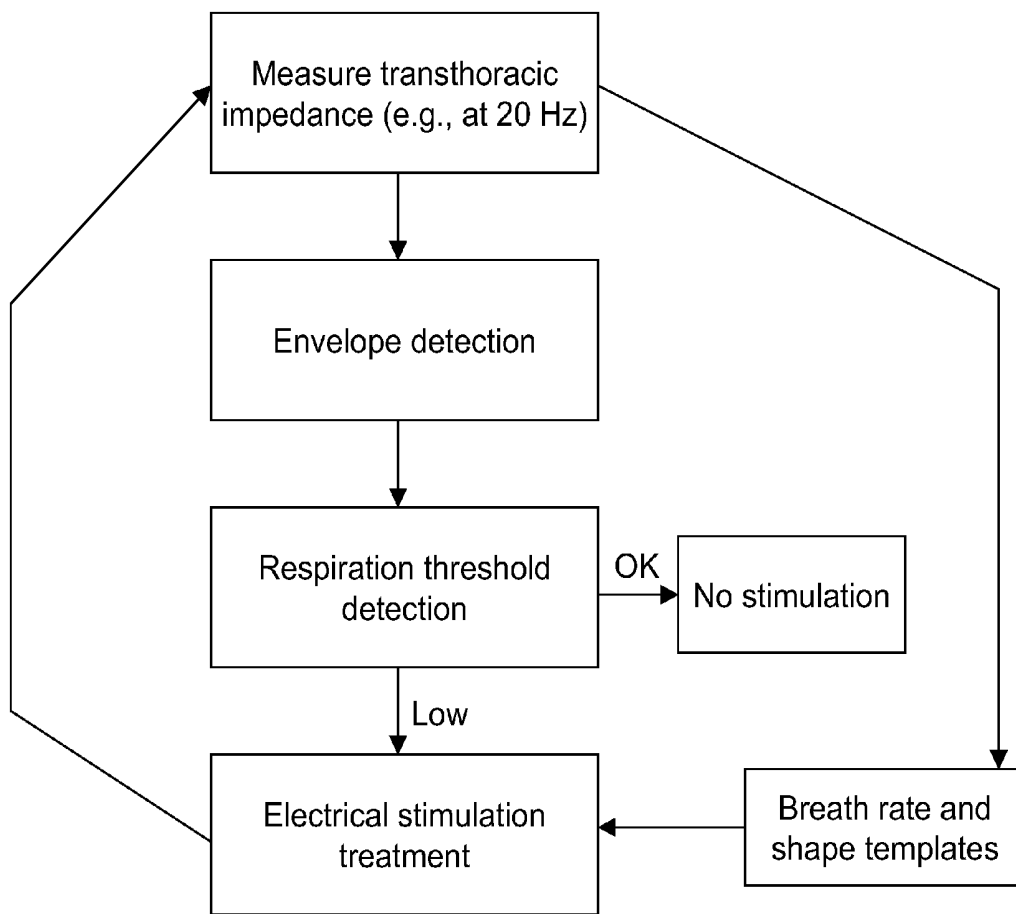 Measure transthoracic
impedance (e.g., at 20 Hz)
Envelope detection
Respiration threshold
detection
OK
No stimulation
Low
Electrical stimulation
treatment
Breath rate and
shape templates